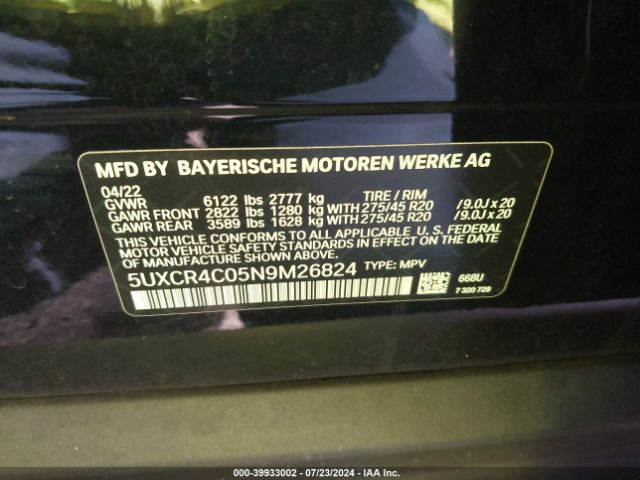 MFD BY BAYERISCHE MOTOREN WERKE AG
04/22
GVWR 6122 lbs 2777 kg TIRE / RIM
GAWR FRONT 2822 lbs 1280 kg WITH 275/45 R20 / 9.0J x 20
GAWR REAR 3589 lbs 1628 kg WITH 275/45 R20 / 9.0J x 20
THIS VEHICLE CONFORMS TO ALL APPLICABLE U. S. FEDERAL
MOTOR VEHICLE SAFETY STANDARDS IN EFFECT ON THE DATE
OF MANUFACTURE SHOWN ABOVE.
5UXCR4C05N9M26824 TYPE: MPV
668U
7 320 729
IAA 000-39933002 | 07/23/2024 | IAA Inc.